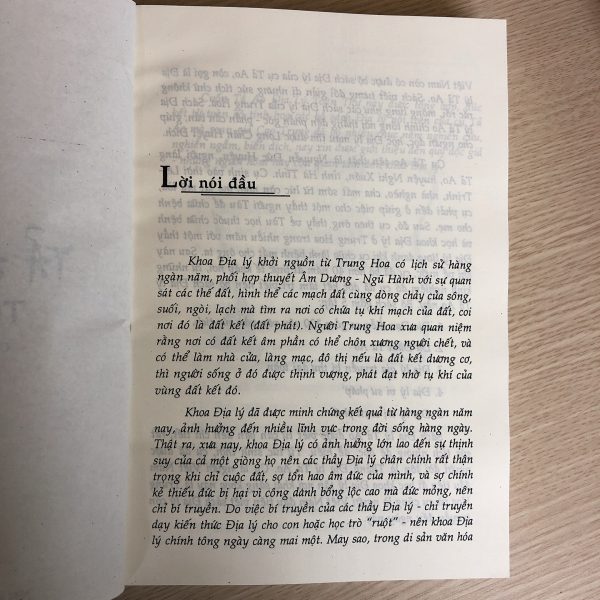 Lời nói đầu
Khoa Địa lý khởi nguồn từ Trung Hoa có lịch sử hàng
ngàn năm, phối hợp thuyết Âm Dương - Ngũ Hành với sự quan
sát các thế đất, hình thể các mạch đất cùng dòng chảy của sông,
suối, ngòi, lạch mà tìm ra nơi có chứa tụ khí mạch của đất, coi
nơi đó là đất kết (đất phát). Người Trung Hoa xưa quan niệm
rằng nơi có đất kết âm phần có thể chôn xương người chết, và
có thể làm nhà cửa, làng mạc, đô thị nếu là đất kết dương cơ,
thì người sống ở đó được thịnh vượng, phát đạt nhờ tụ khí của
vùng đất kết đó.
Khoa Địa lý đã được minh chứng kết quả từ hàng ngàn năm
nay, ảnh hưởng đến nhiều lĩnh vực trong đời sống hàng ngày.
Thật ra, xưa nay, khoa Địa lý có ảnh hưởng lớn lao đến sự thịnh
suy của cả một giòng họ nên các thầy Địa lý chân chính rất thận
trọng khi chỉ cuộc đất, sợ tổn hao âm đức của mình, và sợ chính
kẻ thiếu đức bị hại vì công danh bổng lộc cao mà đức mỏng, nên
chỉ bí truyền. Do việc bí truyền của các thầy Địa lý - chỉ truyền
dạy kiến thức Địa lý cho con hoặc học trò "ruột" - nên khoa Địa
lý chính tông ngày càng mai một. May sao, trong di sản văn hóa